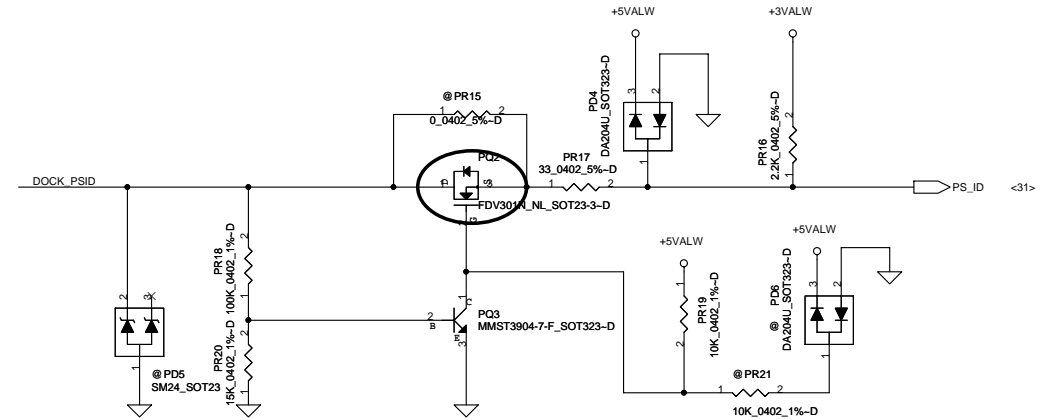 +5VALW
+3VALW
@ PR15
1 2
0_0402_5%~D
PD4
DA204U_SOT323~D
3 2
1
PR16
2.2K_0402_5%~D
2
1
PQ2
PR17
33_0402_5%~D
1 2
DOCK_PSID
D
S 3
G
FDV301N_NL_SOT23-3~D
PS_ID <31>
+5VALW
+5VALW
PR18
100K_0402_1%~D
2
1
PR19
10K_0402_1%~D
1
2
@ PD6
DA204U_SOT323~D
3 2
1
2 3
1
@ PD5
SM24_SOT23
PR20
15K_0402_1%~D
2
1
2
B
1
C
E
3
PQ3
MMST3904-7-F_SOT323~D
@ PR21
1 2
10K_0402_1%~D